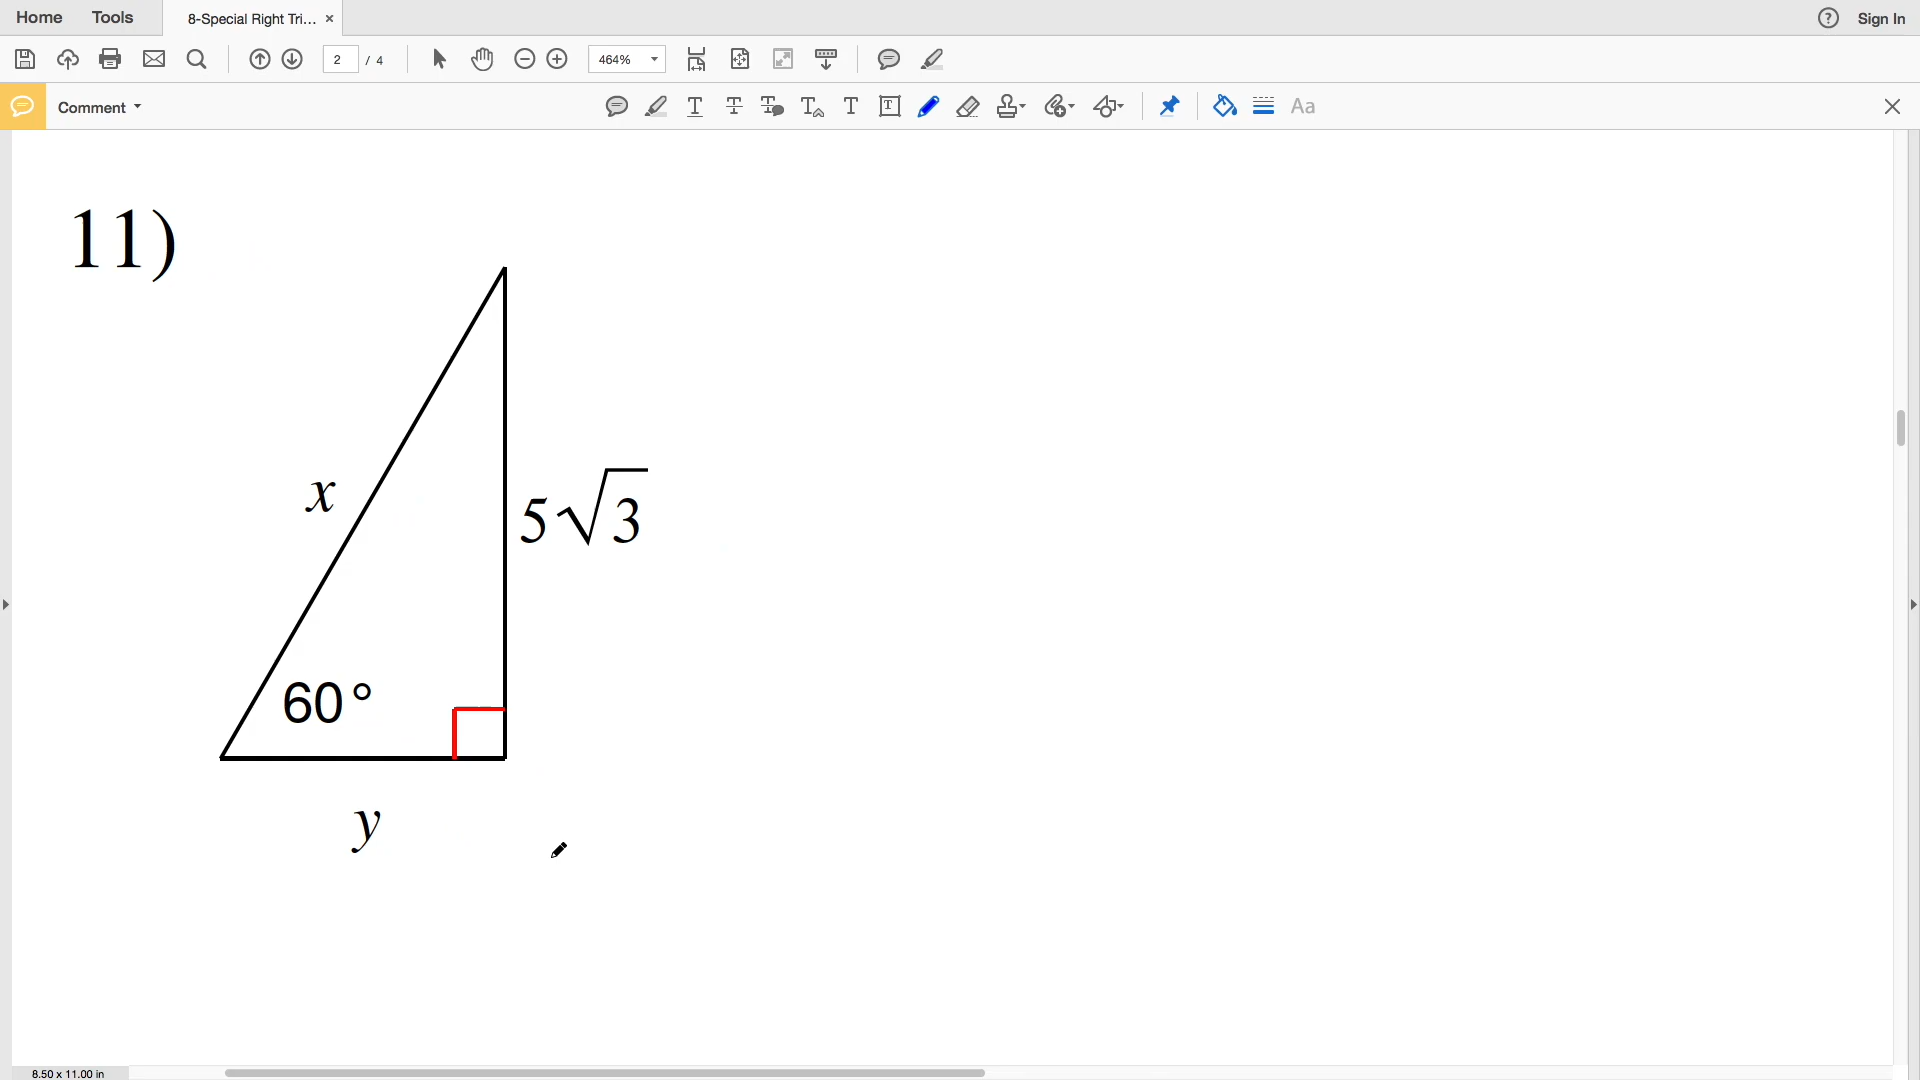 Home Tools 8-Special Right Tri... × ? Sign In
2 / 4 464%
Comment T T T T T T Aa
11)
x
5√3
60°
y
8.50 x 11.00 in